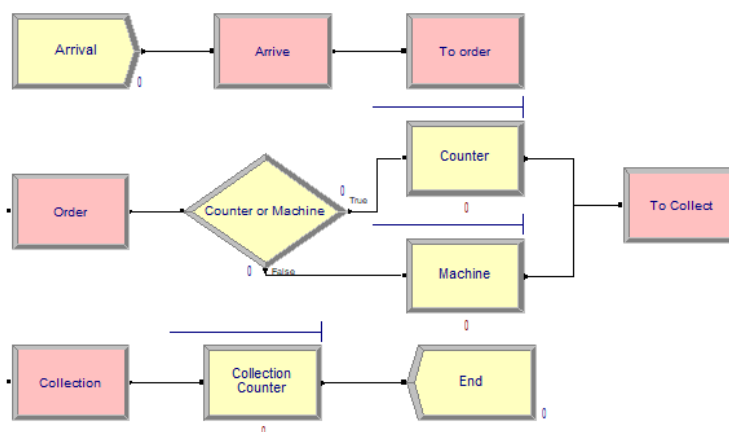 Arrival
Arrive
To order
0
Order
Counter or Machine
0
True
0
False
Counter
0
Machine
0
To Collect
Collection
Collection
Counter
0
End
0